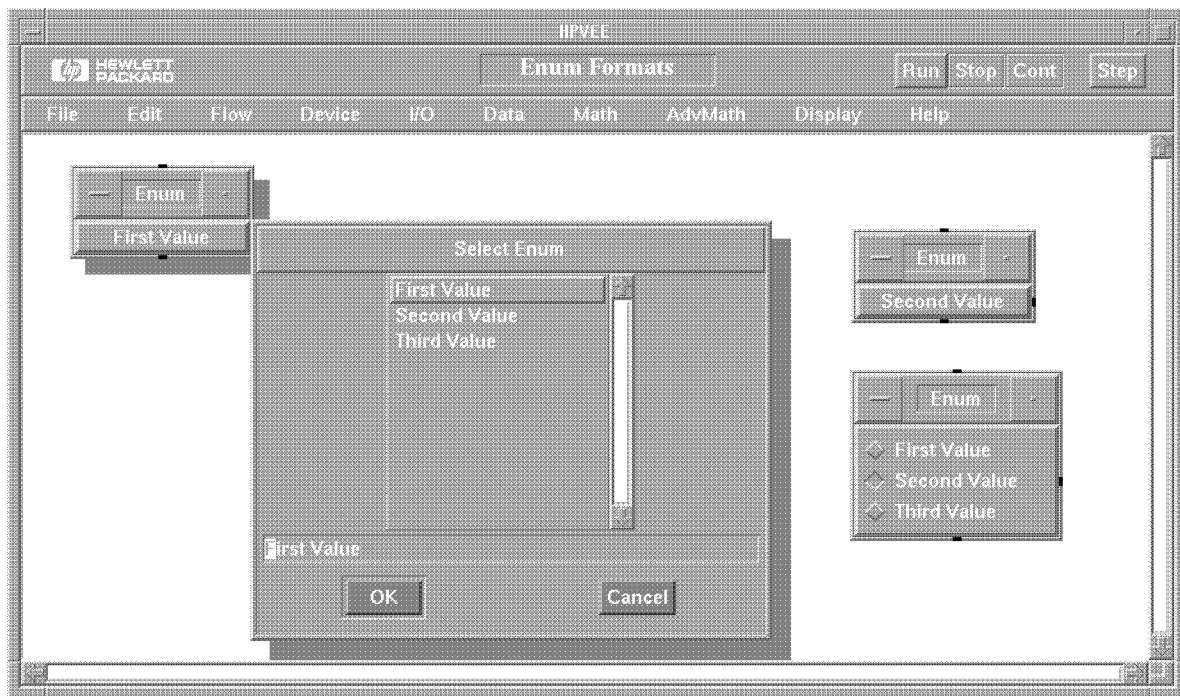 HPVEE
HEWLETT
PACKARD
Enum Formats
Run Stop Cont Step
File Edit Flow Device I/O Data Math AdvMath Display Help
Enum
First Value
Select Enum
First Value
Second Value
Third Value
First Value
OK Cancel
Enum
Second Value
Enum
First Value
Second Value
Third Value